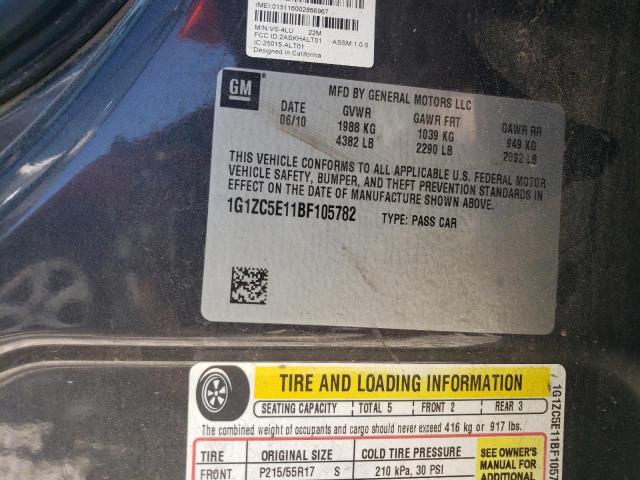 IMEI:015116002866967
M/N:VS-4LU 22M
FCC ID:2ASKHALT01 ASSM:1.0.0
IC:25015-ALT01
Designed in California
GM
MFD BY GENERAL MOTORS LLC
DATE GVWR GAWR FRT GAWR RR
06/10 1988 KG 1039 KG 949 KG
4382 LB 2290 LB 2092 LB
THIS VEHICLE CONFORMS TO ALL APPLICABLE U.S. FEDERAL MOTOR
VEHICLE SAFETY, BUMPER, AND THEFT PREVENTION STANDARDS IN
EFFECT ON THE DATE OF MANUFACTURE SHOWN ABOVE.
1G1ZC5E11BF105782 TYPE: PASS CAR
TIRE AND LOADING INFORMATION
SEATING CAPACITY TOTAL 5 FRONT 2 REAR 3
The combined weight of occupants and cargo should never exceed 416 kg or 917 lbs.
TIRE ORIGINAL SIZE COLD TIRE PRESSURE
FRONT P215/55R17 S 210 kPa, 30 PSI
SEE OWNER'S
MANUAL FOR
ADDITIONAL
1G1ZC5E11BF1057